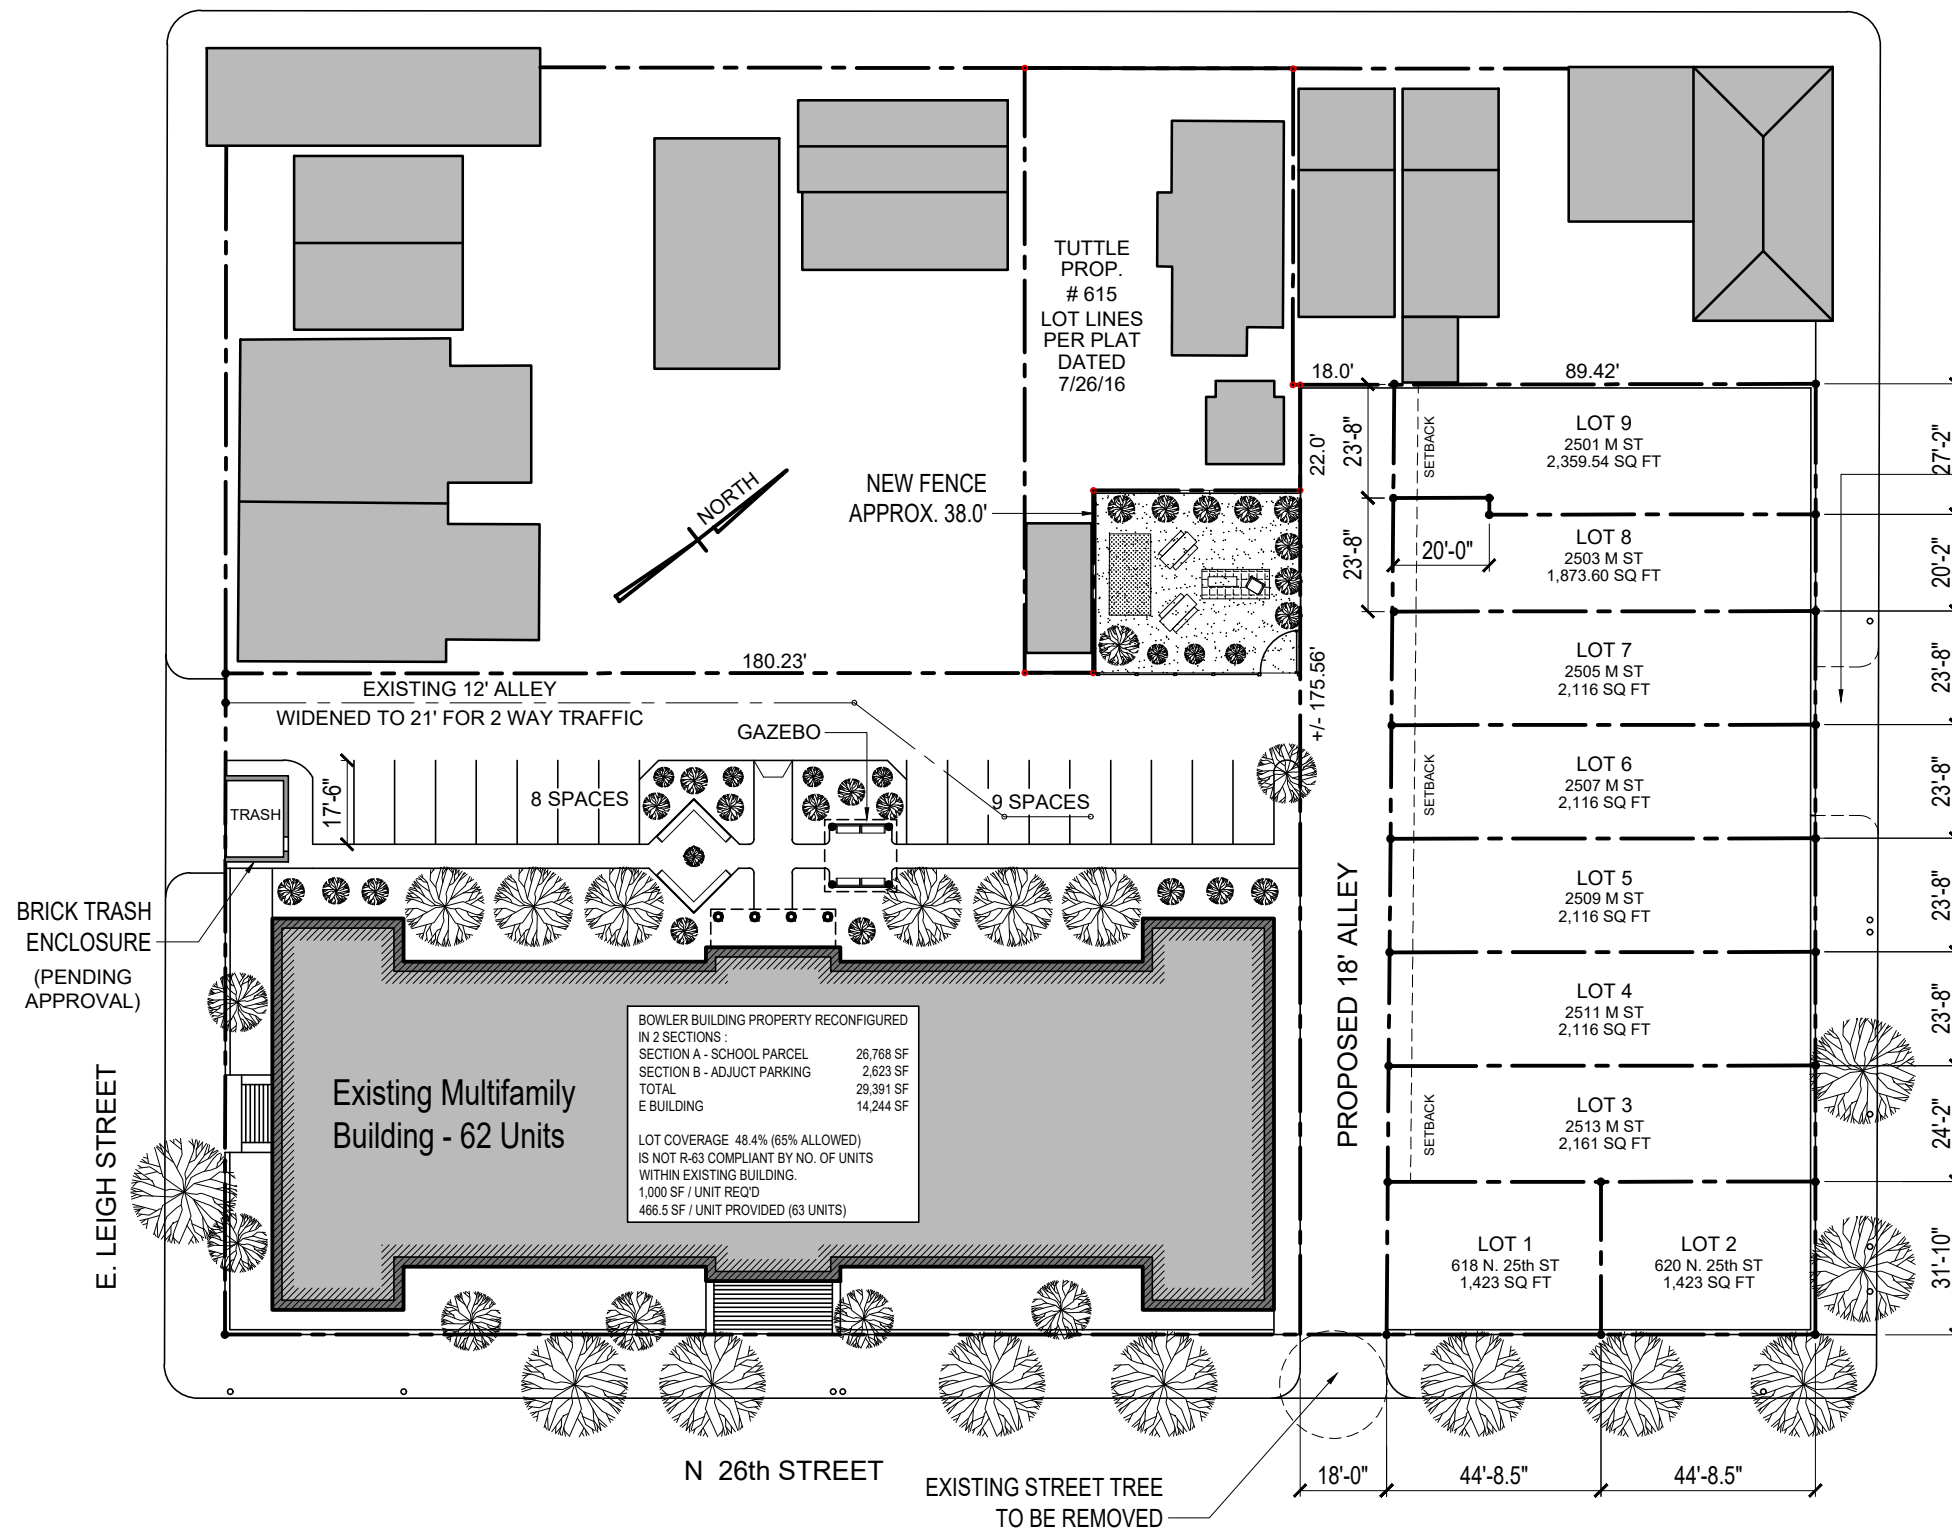 TUTTLE
PROP.
# 615
LOT LINES
PER PLAT
DATED
7/26/16
18.0'
89.42'
22.0'
23'-8"
23'-8"
SETBACK
LOT 9
2501 M ST
2,359.54 SQ FT
27'-2"
NEW FENCE
APPROX. 38.0'
NORTH
20'-0"
LOT 8
2503 M ST
1,873.60 SQ FT
20'-2"
180.23'
EXISTING 12' ALLEY
WIDENED TO 21' FOR 2 WAY TRAFFIC
+/- 175.56'
LOT 7
2505 M ST
2,116 SQ FT
23'-8"
GAZEBO
TRASH
17'-6"
8 SPACES
9 SPACES
SETBACK
LOT 6
2507 M ST
2,116 SQ FT
23'-8"
BRICK TRASH
ENCLOSURE
(PENDING
APPROVAL)
LOT 5
2509 M ST
2,116 SQ FT
23'-8"
PROPOSED 18' ALLEY
LOT 4
2511 M ST
2,116 SQ FT
23'-8"
E. LEIGH STREET
Existing Multifamily
Building - 62 Units
BOWLER BUILDING PROPERTY RECONFIGURED
IN 2 SECTIONS :
SECTION A - SCHOOL PARCEL 26,768 SF
SECTION B - ADJUCT PARKING 2,623 SF
TOTAL 29,391 SF
E BUILDING 14,244 SF
LOT COVERAGE 48.4% (65% ALLOWED)
IS NOT R-63 COMPLIANT BY NO. OF UNITS
WITHIN EXISTING BUILDING.
1,000 SF / UNIT REQ'D
466.5 SF / UNIT PROVIDED (63 UNITS)
SETBACK
LOT 3
2513 M ST
2,161 SQ FT
24'-2"
LOT 1
618 N. 25th ST
1,423 SQ FT
LOT 2
620 N. 25th ST
1,423 SQ FT
31'-10"
N 26th STREET
EXISTING STREET TREE
TO BE REMOVED
18'-0"
44'-8.5"
44'-8.5"